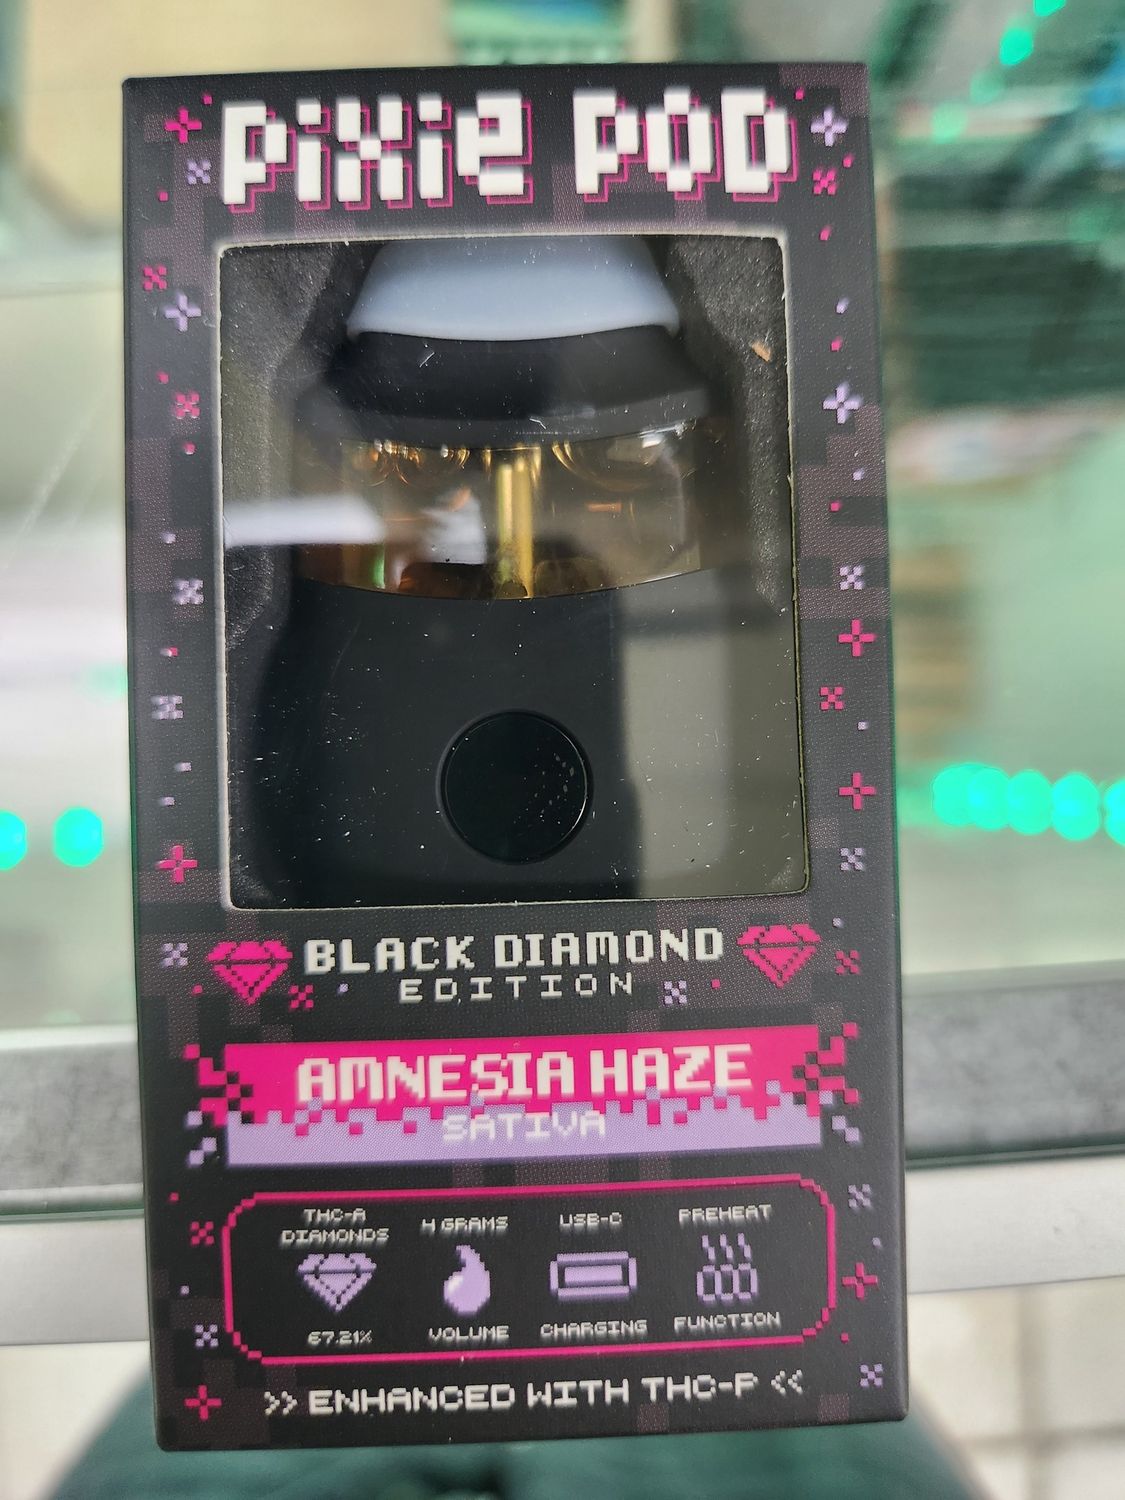 PiXie POD
BLACK DIAMOND
EDITION
AMNESIA HAZE
SATIVA
THC-A
DIAMONDS
67.21%
4 GRAMS
VOLUME
USB-C
CHARGING
PREHEAT
FUNCTION
>> ENHANCED WITH THC-P <<